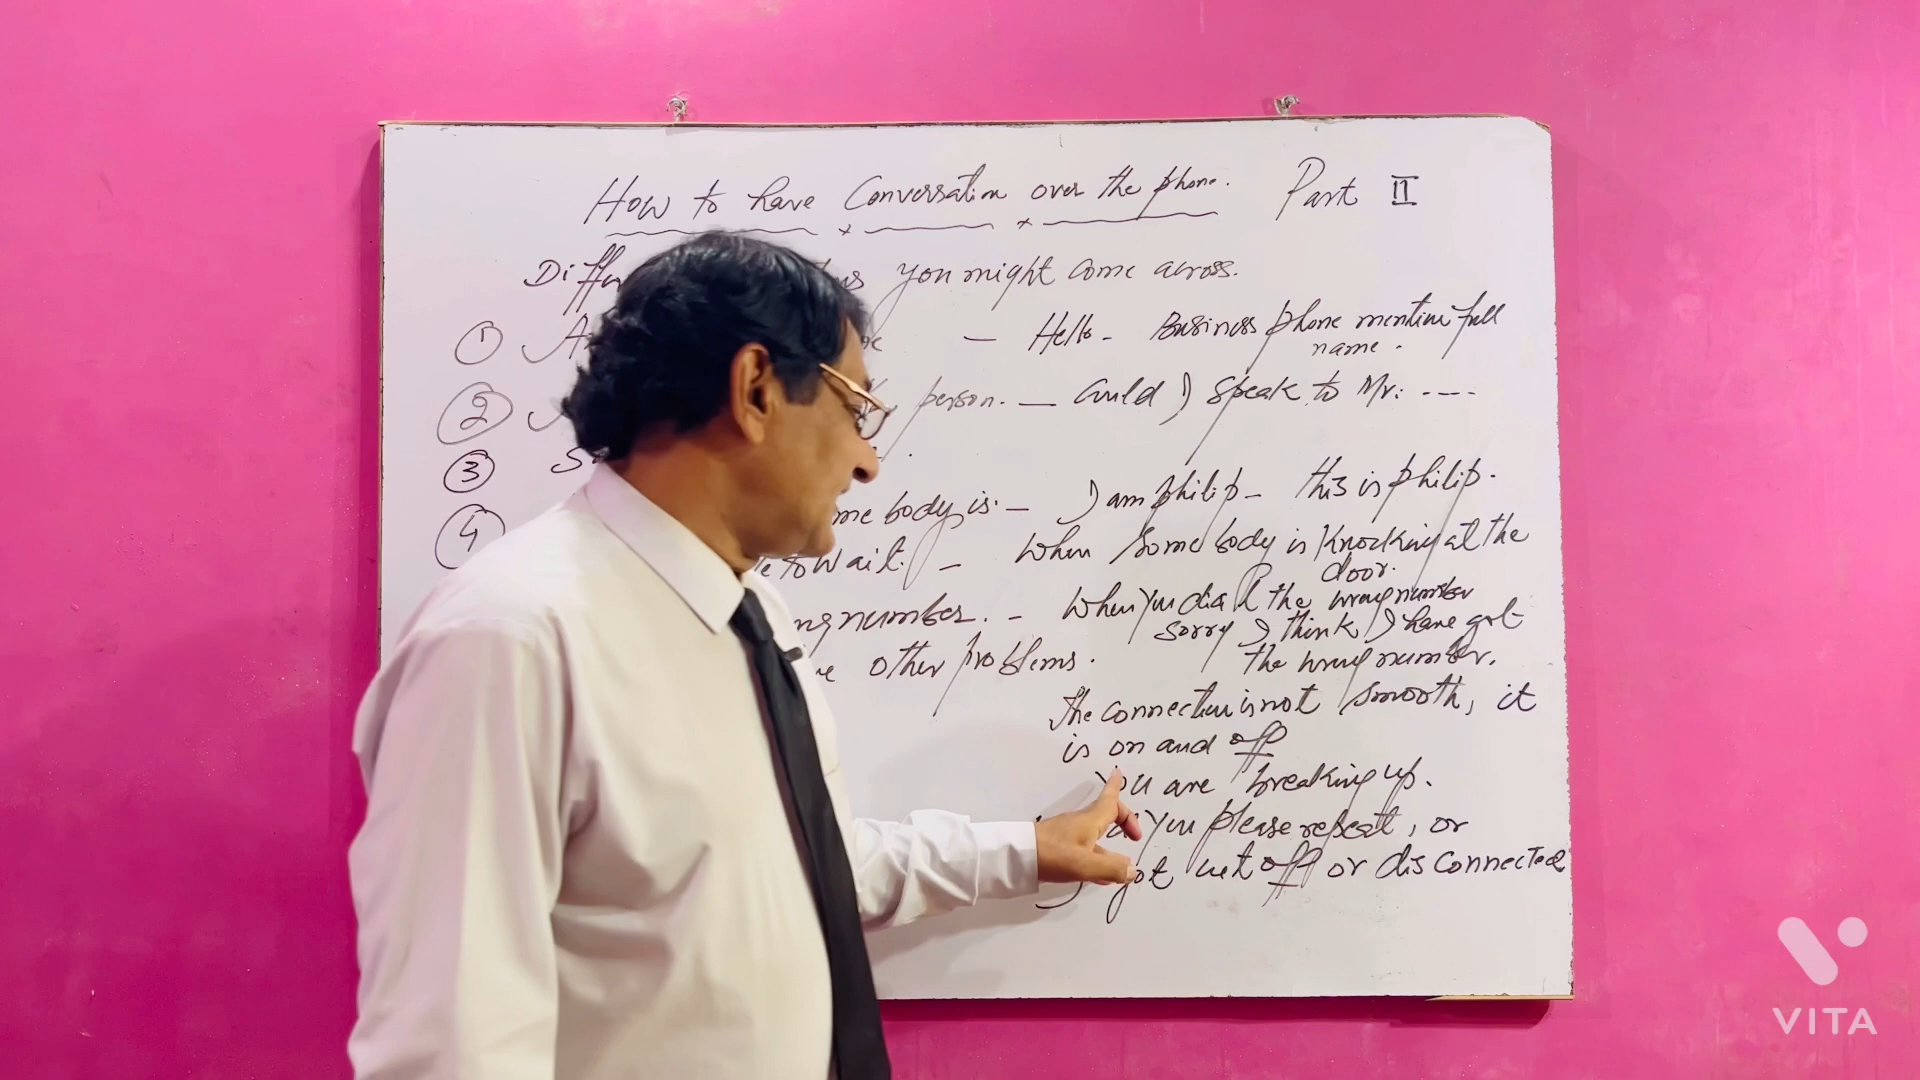 How to have Conversation over the phone. Part II
you might come across.
① Hello - Business phone mention full
name.
② person. — Could I speak to Mr: ----
③
④ body is. — I am philip - this is philip.
to wait. — When Some body is Knocking at the
door.
number. — When you dial the wrong number
sorry I think I have got
the wrong number.
other problems.
The connection is not smooth, it
is on and off
You are breaking up.
you please repeat, or
got cut off or disconnected
VITA